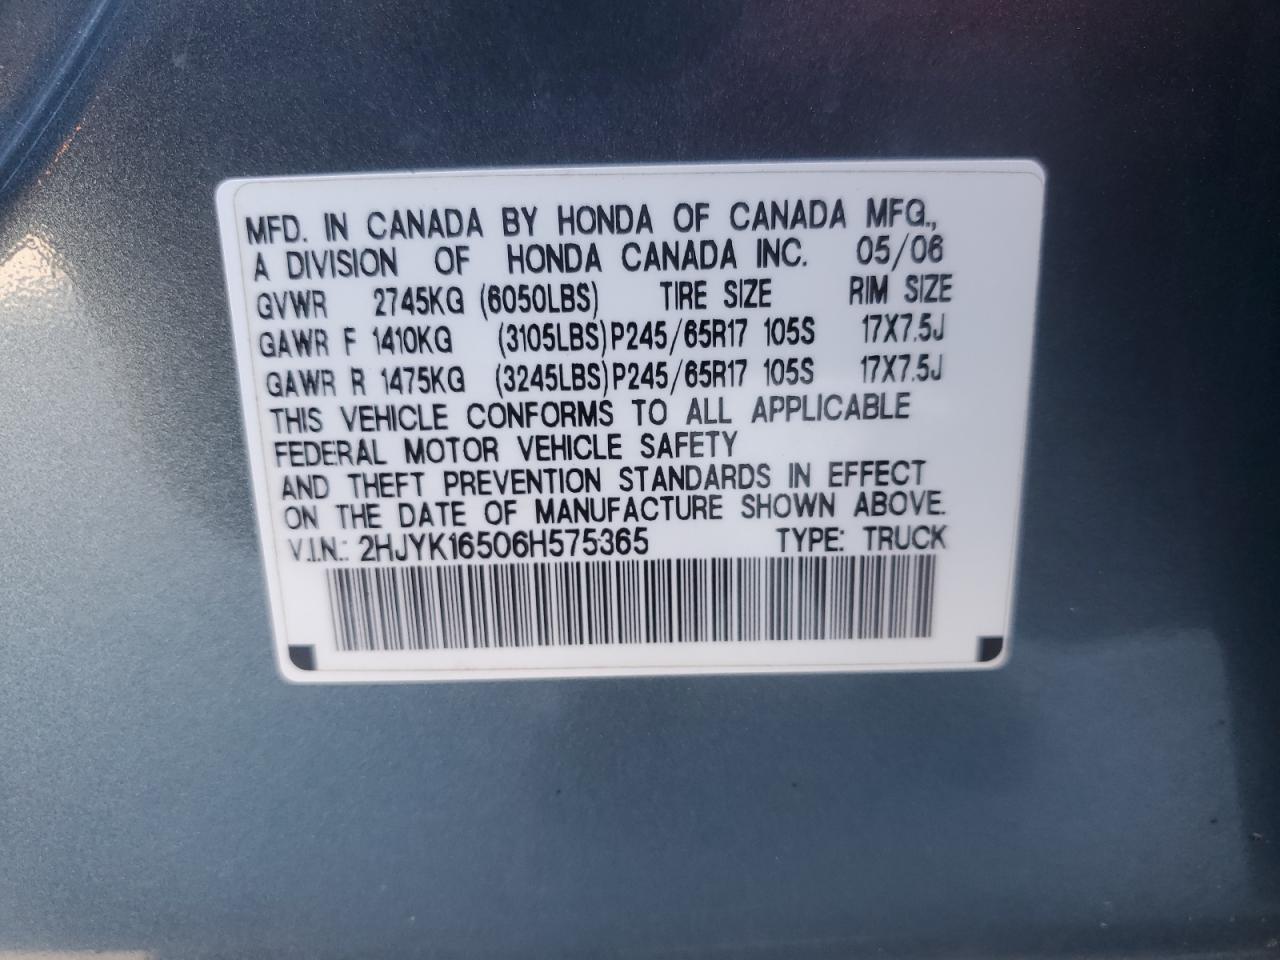 MFD. IN CANADA BY HONDA OF CANADA MFG.,
A DIVISION OF HONDA CANADA INC. 05/06
GVWR 2745KG (6050LBS) TIRE SIZE RIM SIZE
GAWR F 1410KG (3105LBS) P245/65R17 105S 17X7.5J
GAWR R 1475KG (3245LBS) P245/65R17 105S 17X7.5J
THIS VEHICLE CONFORMS TO ALL APPLICABLE
FEDERAL MOTOR VEHICLE SAFETY
AND THEFT PREVENTION STANDARDS IN EFFECT
ON THE DATE OF MANUFACTURE SHOWN ABOVE.
V.I.N.: 2HJYK16506H575365 TYPE: TRUCK